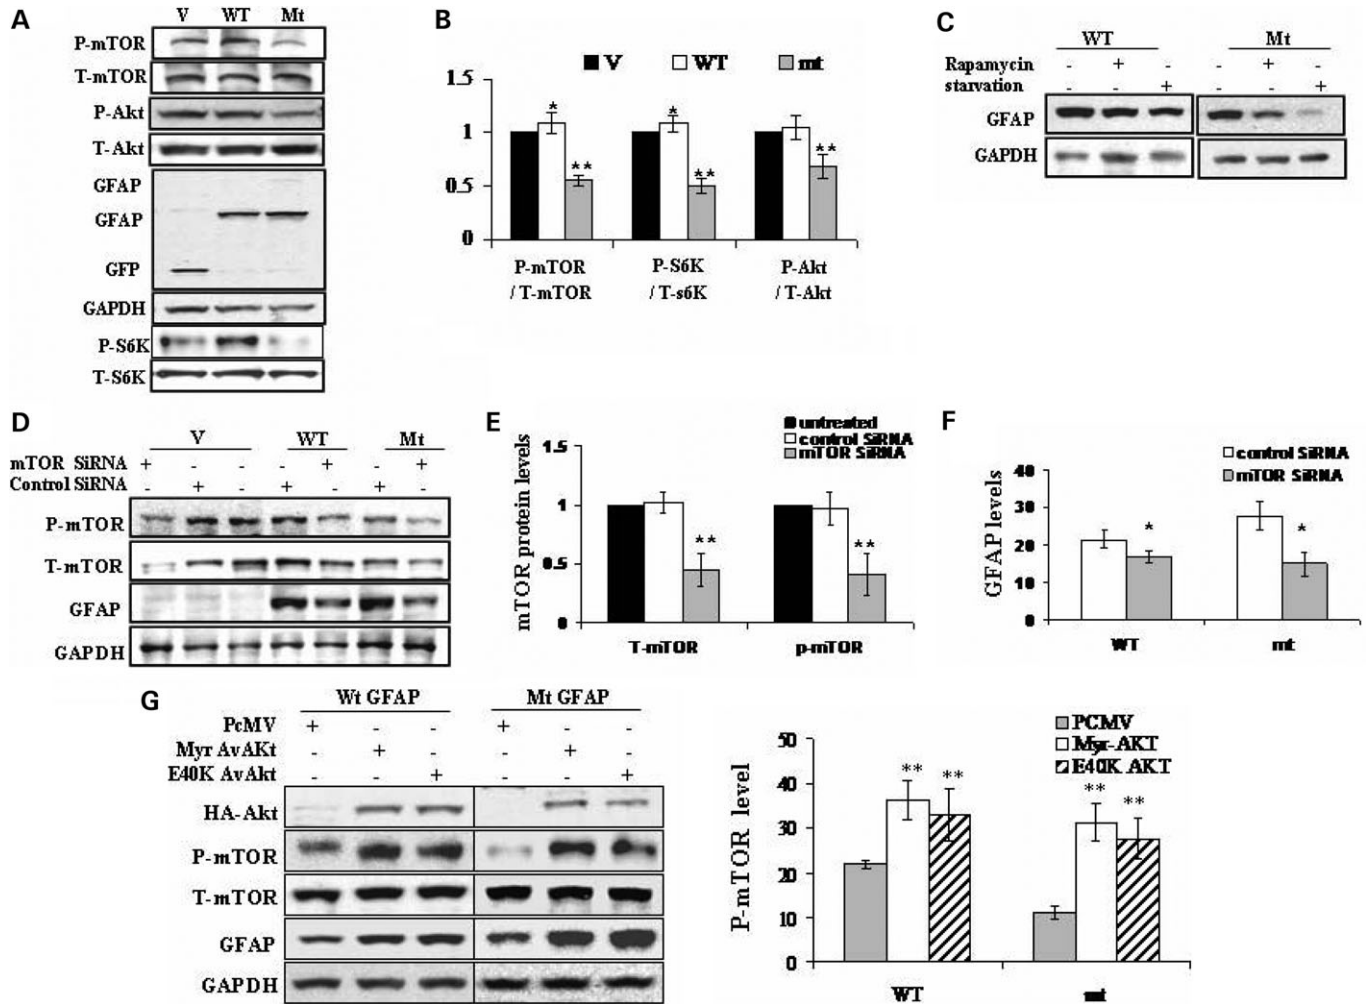 A
V WT Mt
P-mTOR
T-mTOR
P-Akt
T-Akt
GFAP
GFAP
GFP
GAPDH
P-S6K
T-S6K
B
V WT mt
1.5
1
0.5
0
* ** * ** **
P-mTOR / T-mTOR
P-S6K / T-s6K
P-Akt / T-Akt
C
WT Mt
Rapamycin - + - - + -
starvation - - + - - +
GFAP
GAPDH
D
V WT Mt
mTOR SiRNA + - - - + - +
Control SiRNA - + - + - + -
P-mTOR
T-mTOR
GFAP
GAPDH
E
untreated
control SiRNA
mTOR SiRNA
mTOR protein levels
1.5
1
0.5
0
** **
T-mTOR p-mTOR
F
control SiRNA
mTOR SiRNA
GFAP levels
40
30
20
10
0
* *
WT mt
G
Wt GFAP Mt GFAP
PcMV + - - + - -
Myr AvAKt - + - - + -
E40K AvAkt - - + - - +
HA-Akt
P-mTOR
T-mTOR
GFAP
GAPDH
PCMV
Myr-AKT
E40K AKT
P-mTOR level
50
40
30
20
10
0
** ** ** **
WT mt